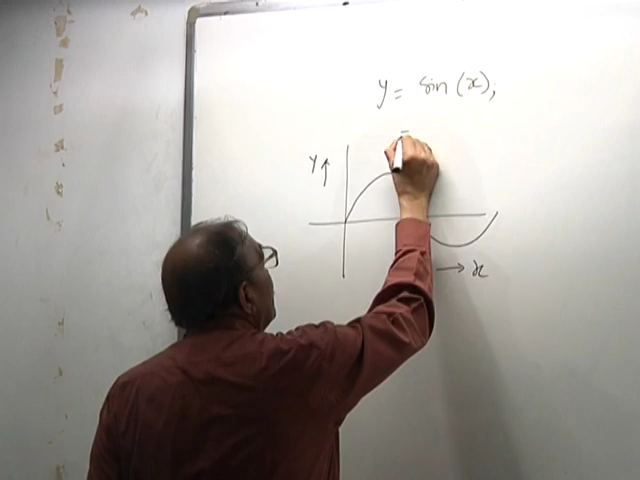 y = sin(x);
y ↑
→ x